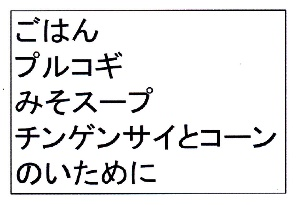 ごはん
プルコギ
みそスープ
チンゲンサイとコーン
のいために